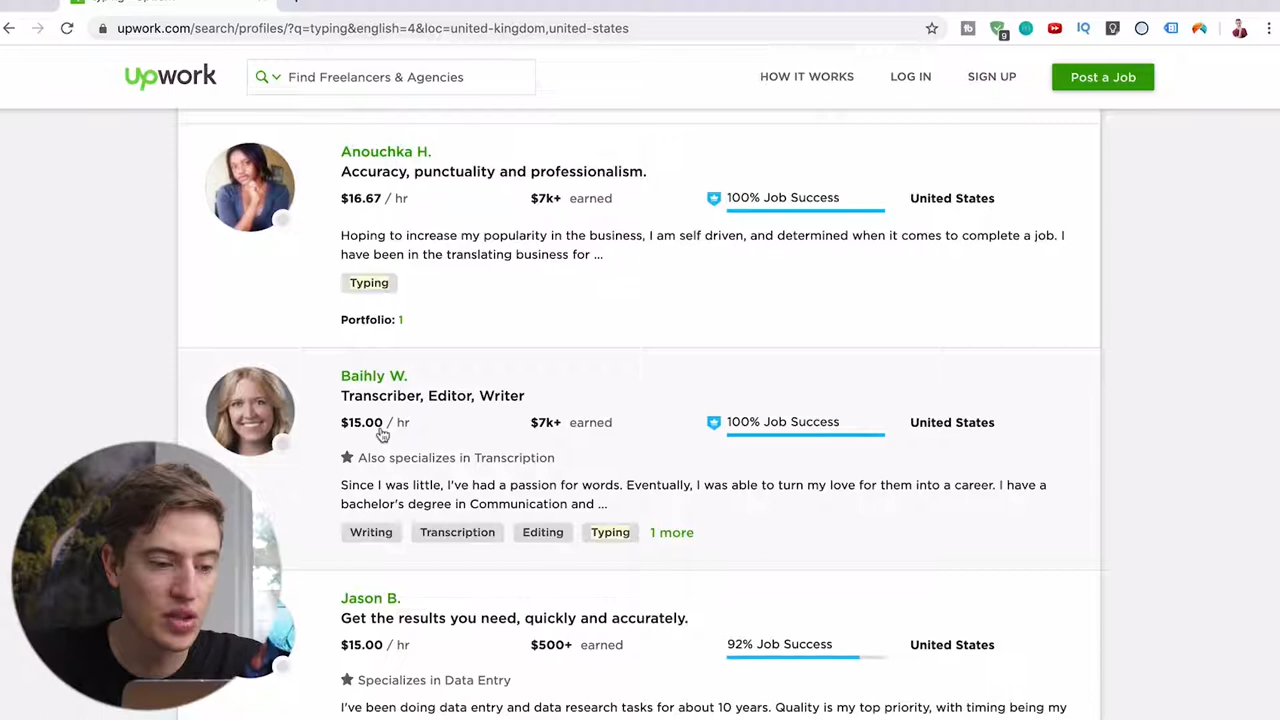 upwork.com/search/profiles/?q=typing&english=4&loc=united-kingdom,united-states
9
IQ
upwork
Find Freelancers & Agencies
HOW IT WORKS
LOG IN
SIGN UP
Post a Job
Anouchka H.
Accuracy, punctuality and professionalism.
$16.67 / hr
$7k+ earned
100% Job Success
United States
Hoping to increase my popularity in the business, I am self driven, and determined when it comes to complete a job. I
have been in the translating business for ...
Typing
Portfolio: 1
Baihly W.
Transcriber, Editor, Writer
$15.00 / hr
$7k+ earned
100% Job Success
United States
Also specializes in Transcription
Since I was little, I've had a passion for words. Eventually, I was able to turn my love for them into a career. I have a
bachelor's degree in Communication and ...
Writing
Transcription
Editing
Typing
1 more
Jason B.
Get the results you need, quickly and accurately.
$15.00 / hr
$500+ earned
92% Job Success
United States
Specializes in Data Entry
I've been doing data entry and data research tasks for about 10 years. Quality is my top priority, with timing being my